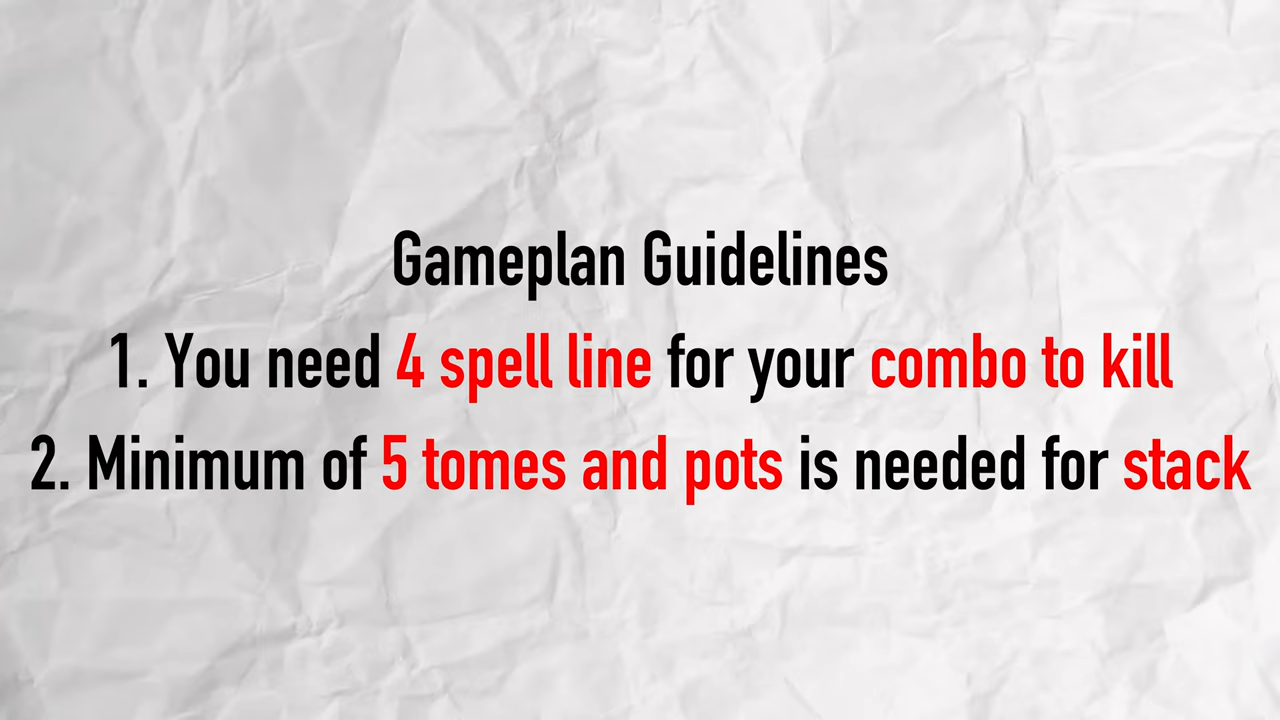 Gameplan Guidelines
1. You need 4 spell line for your combo to kill
2. Minimum of 5 tomes and pots is needed for stack